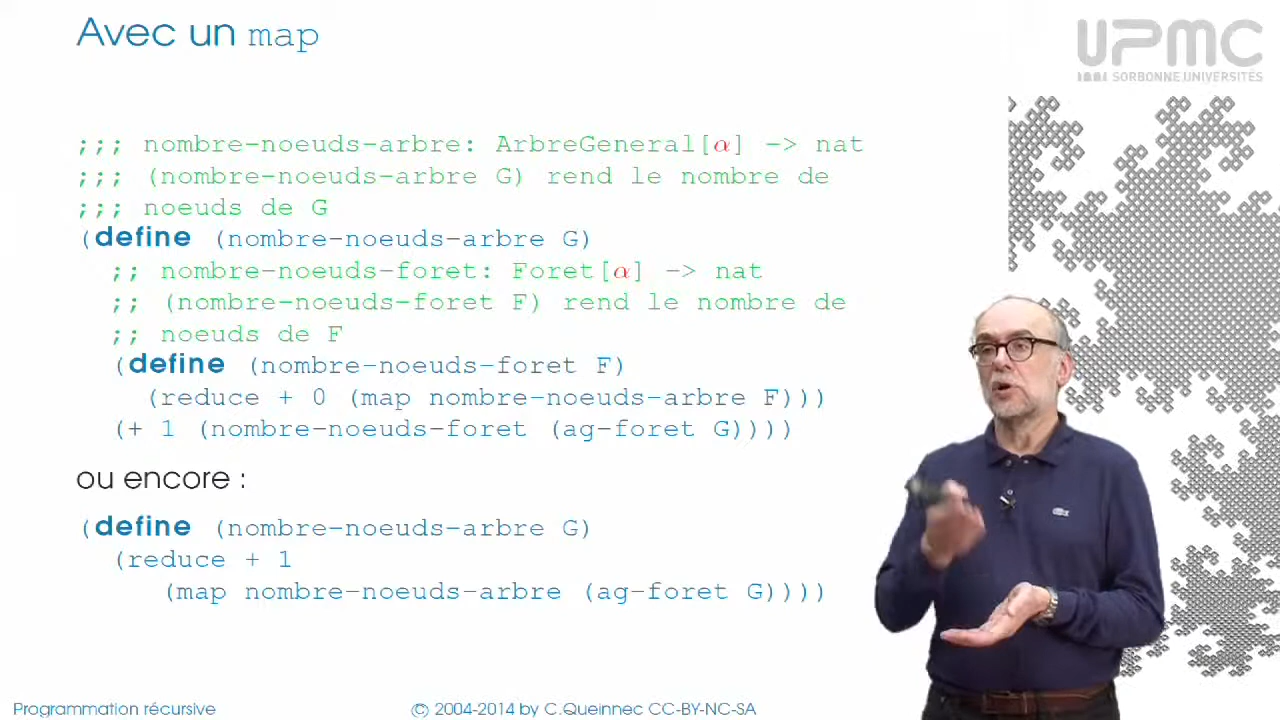 Avec un map
UPMC
SORBONNE UNIVERSITÉS
;;; nombre-noeuds-arbre: ArbreGeneral[α] -> nat
;;; (nombre-noeuds-arbre G) rend le nombre de
;;; noeuds de G
(define (nombre-noeuds-arbre G)
;; nombre-noeuds-foret: Foret[α] -> nat
;; (nombre-noeuds-foret F) rend le nombre de
;; noeuds de F
(define (nombre-noeuds-foret F)
(reduce + 0 (map nombre-noeuds-arbre F)))
(+ 1 (nombre-noeuds-foret (ag-foret G))))
ou encore :
(define (nombre-noeuds-arbre G)
(reduce + 1
(map nombre-noeuds-arbre (ag-foret G))))
Programmation récursive
© 2004-2014 by C.Queinnec CC-BY-NC-SA